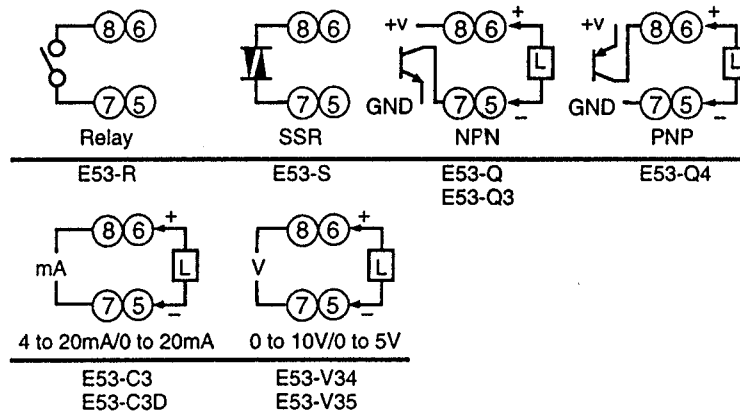 8 6
7 5
Relay
E53-R
8 6
7 5
SSR
E53-S
+v 8 6 +
L
GND 7 5 −
NPN
E53-Q
E53-Q3
+v 8 6 +
L
GND 7 5 −
PNP
E53-Q4
8 6 +
mA L
7 5 −
4 to 20mA/0 to 20mA
E53-C3
E53-C3D
8 6 +
V L
7 5 −
0 to 10V/0 to 5V
E53-V34
E53-V35